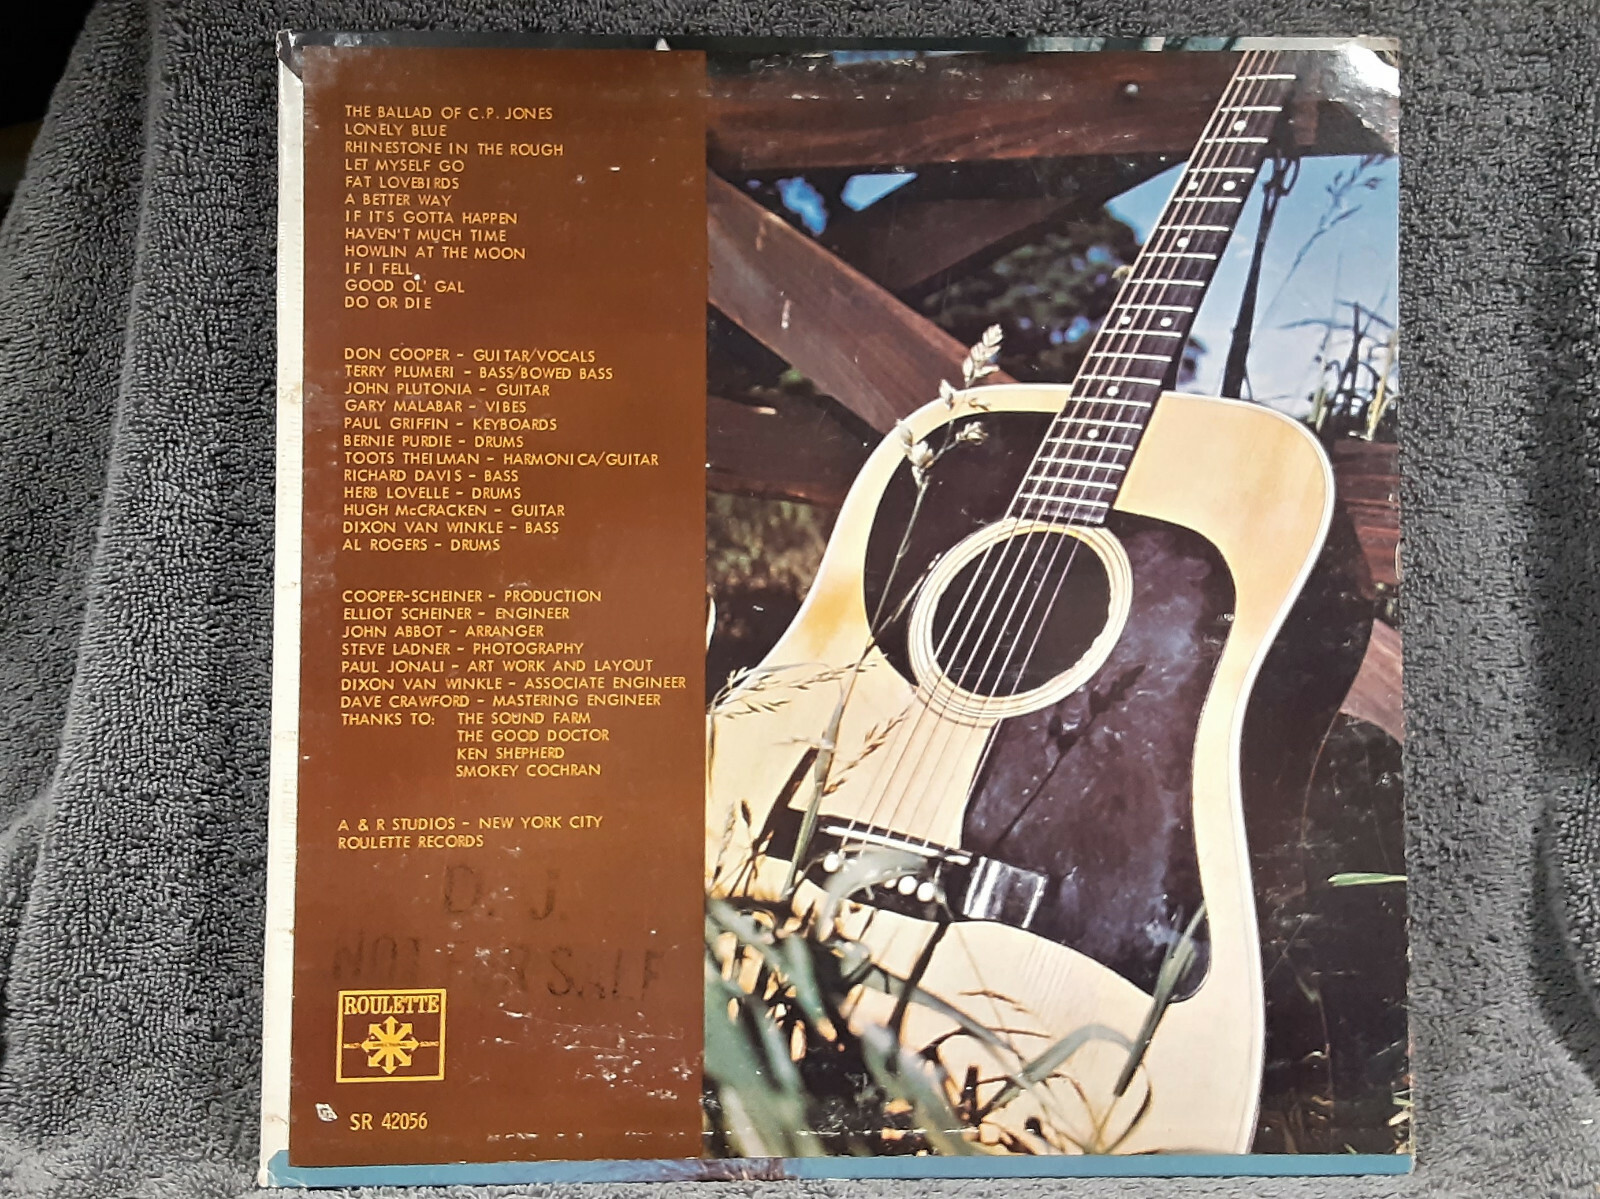 THE BALLAD OF C.P. JONES
LONELY BLUE
RHINESTONE IN THE ROUGH
LET MYSELF GO
FAT LOVEBIRDS
A BETTER WAY
IF IT'S GOTTA HAPPEN
HAVEN'T MUCH TIME
HOWLIN AT THE MOON
IF I FELL
GOOD OL' GAL
DO OR DIE
DON COOPER - GUITAR/VOCALS
TERRY PLUMERI - BASS/BOWED BASS
JOHN PLUTONIA - GUITAR
GARY MALABAR - VIBES
PAUL GRIFFIN - KEYBOARDS
BERNIE PURDIE - DRUMS
TOOTS THEILMAN - HARMONICA/GUITAR
RICHARD DAVIS - BASS
HERB LOVELLE - DRUMS
HUGH McCRACKEN - GUITAR
DIXON VAN WINKLE - BASS
AL ROGERS - DRUMS
COOPER-SCHEINER - PRODUCTION
ELLIOT SCHEINER - ENGINEER
JOHN ABBOT - ARRANGER
STEVE LADNER - PHOTOGRAPHY
PAUL JONALI - ART WORK AND LAYOUT
DIXON VAN WINKLE - ASSOCIATE ENGINEER
DAVE CRAWFORD - MASTERING ENGINEER
THANKS TO: THE SOUND FARM
THE GOOD DOCTOR
KEN SHEPHERD
SMOKEY COCHRAN
A & R STUDIOS - NEW YORK CITY
ROULETTE RECORDS
D. J.
NOT FOR SALE
ROULETTE
SR 42056